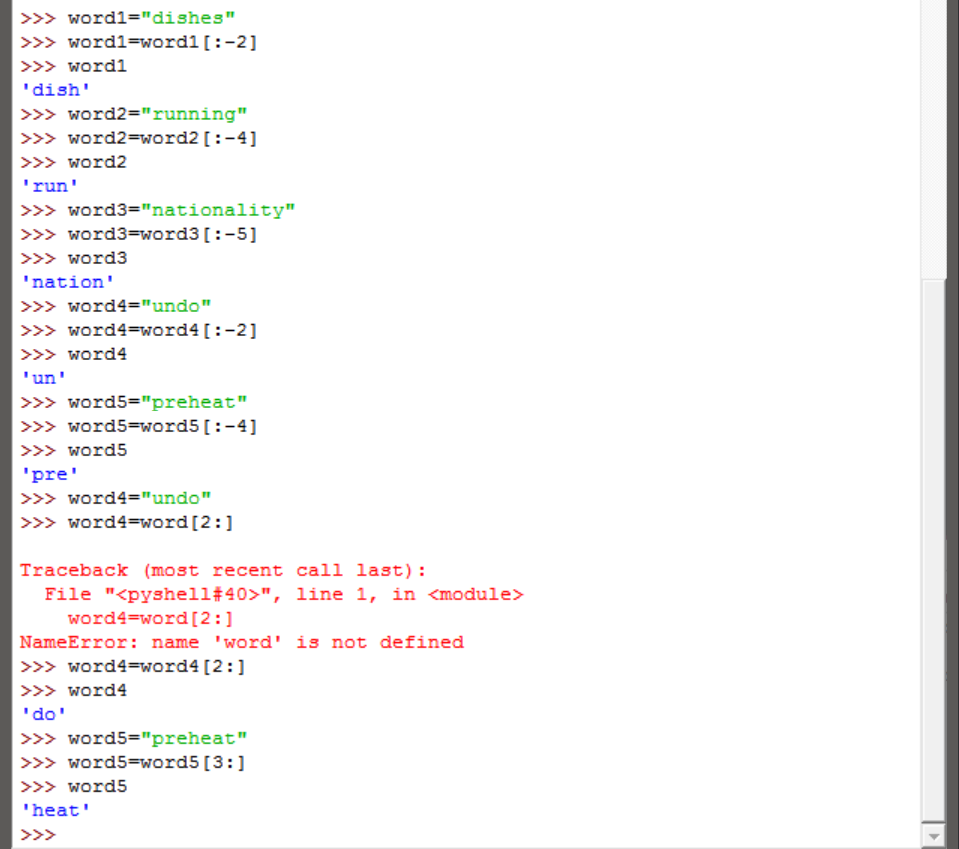 >>> word1="dishes"
>>> word1=word1[:-2]
>>> word1
'dish'
>>> word2="running"
>>> word2=word2[:-4]
>>> word2
'run'
>>> word3="nationality"
>>> word3=word3[:-5]
>>> word3
'nation'
>>> word4="undo"
>>> word4=word4[:-2]
>>> word4
'un'
>>> word5="preheat"
>>> word5=word5[:-4]
>>> word5
'pre'
>>> word4="undo"
>>> word4=word[2:]
Traceback (most recent call last):
  File "<pyshell#40>", line 1, in <module>
    word4=word[2:]
NameError: name 'word' is not defined
>>> word4=word4[2:]
>>> word4
'do'
>>> word5="preheat"
>>> word5=word5[3:]
>>> word5
'heat'
>>>